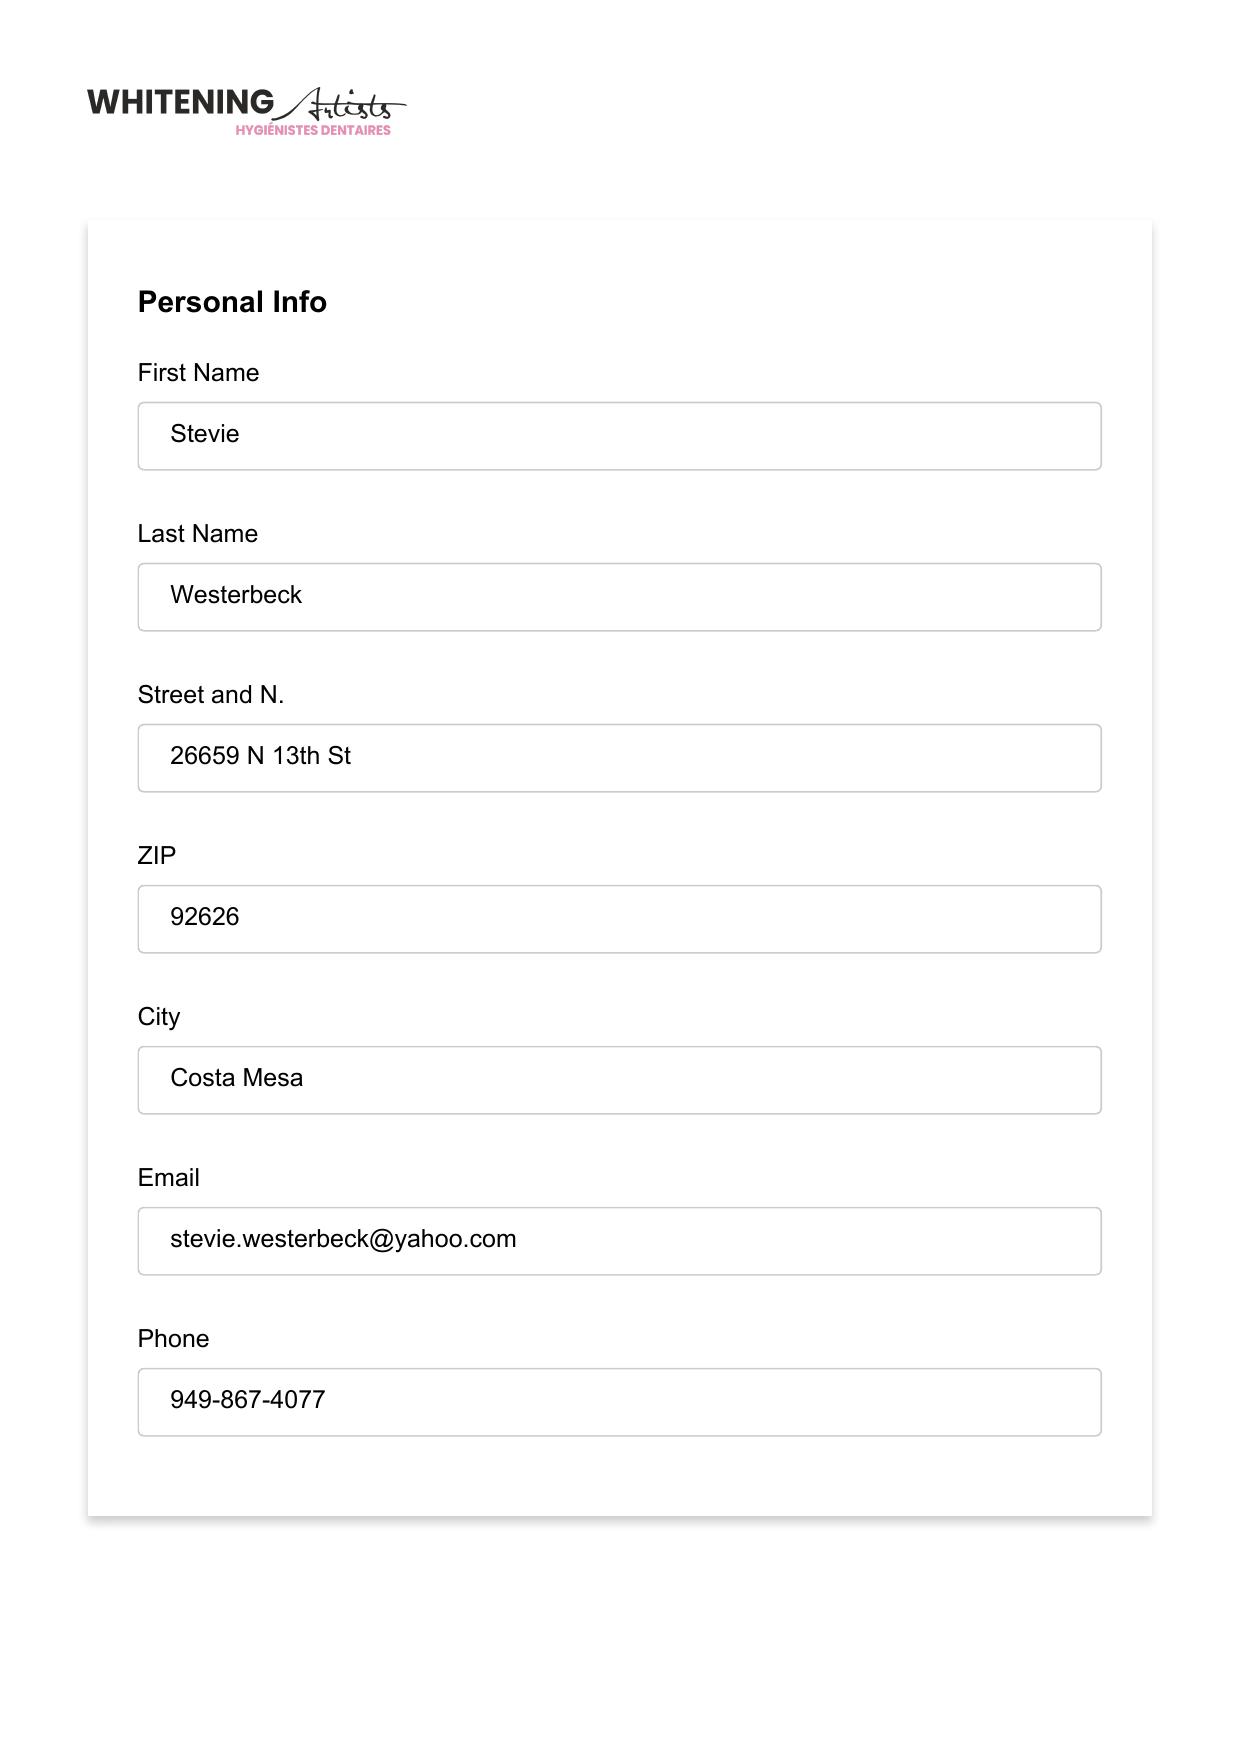 WHITENING Artists
HYGIÉNISTES DENTAIRES
Personal Info
First Name
Stevie
Last Name
Westerbeck
Street and N.
26659 N 13th St
ZIP
92626
City
Costa Mesa
Email
stevie.westerbeck@yahoo.com
Phone
949-867-4077